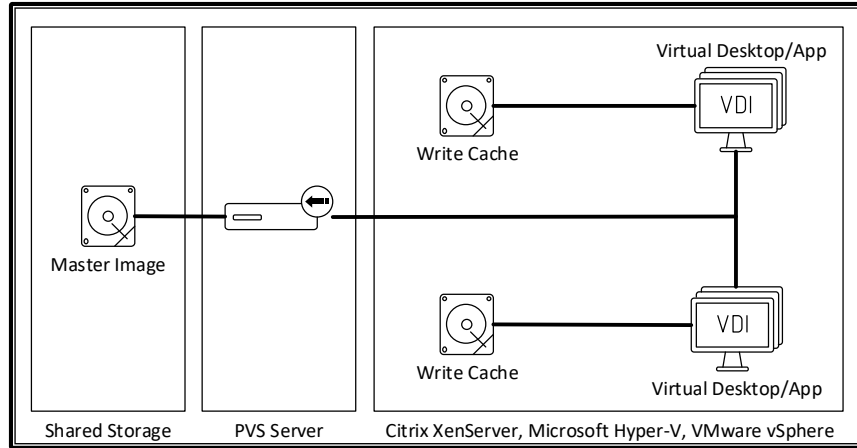 Virtual Desktop/App
VDI
Write Cache
Master Image
VDI
Write Cache
Virtual Desktop/App
Shared Storage
PVS Server
Citrix XenServer, Microsoft Hyper-V, VMware vSphere